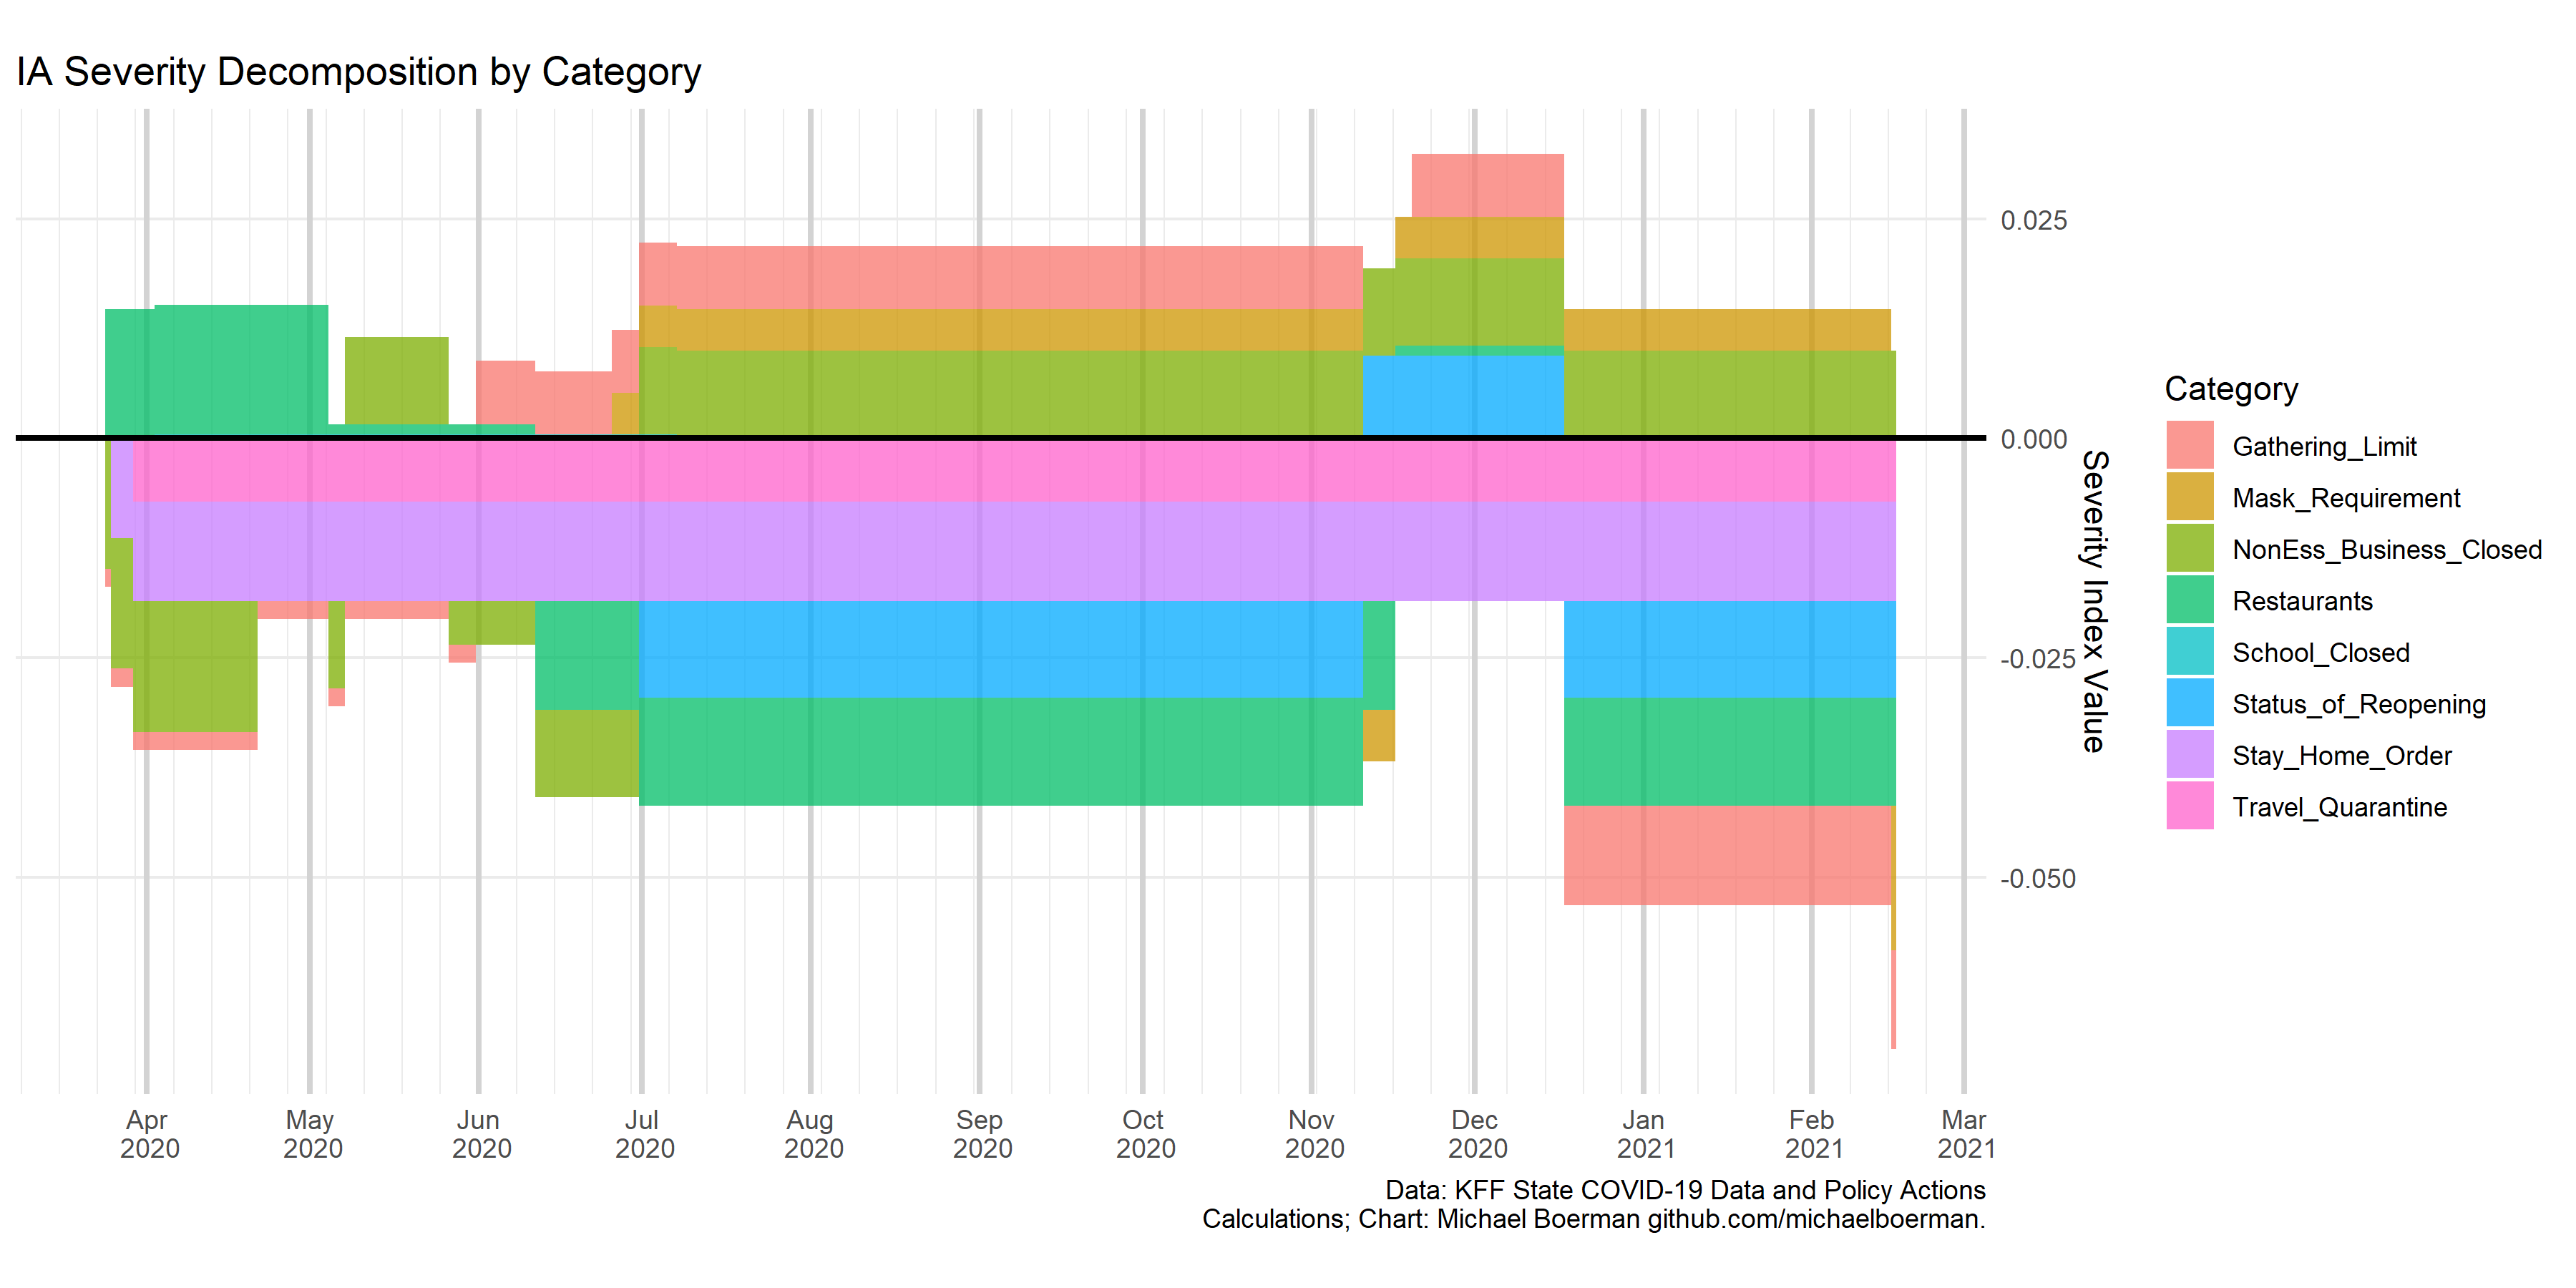 IA Severity Decomposition by Category
0.025
0.000
-0.025
-0.050
Severity Index Value
Apr
2020
May
2020
Jun
2020
Jul
2020
Aug
2020
Sep
2020
Oct
2020
Nov
2020
Dec
2020
Jan
2021
Feb
2021
Mar
2021
Category
Gathering_Limit
Mask_Requirement
NonEss_Business_Closed
Restaurants
School_Closed
Status_of_Reopening
Stay_Home_Order
Travel_Quarantine
Data: KFF State COVID-19 Data and Policy Actions
Calculations; Chart: Michael Boerman github.com/michaelboerman.